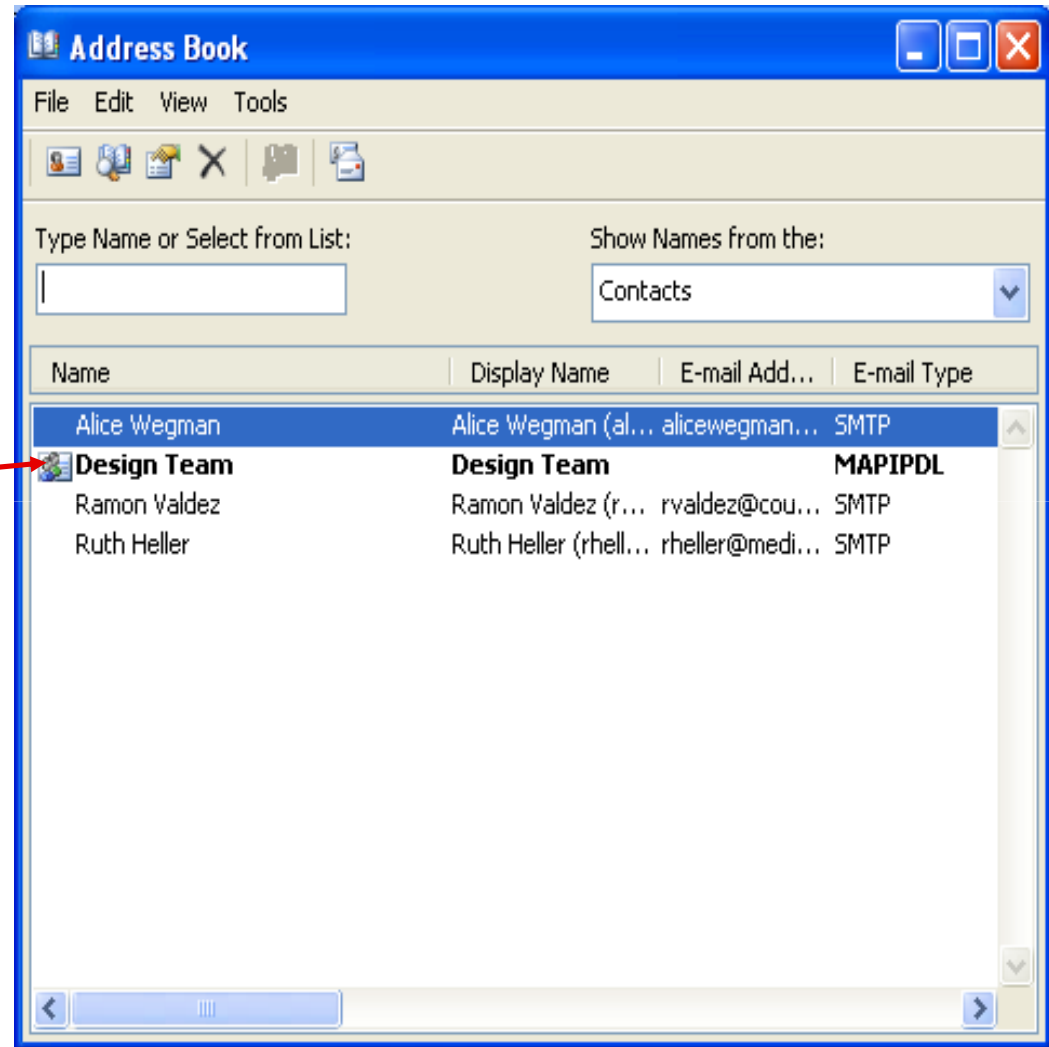 Address Book
File Edit View Tools
Type Name or Select from List: Show Names from the:
Contacts
Name Display Name E-mail Add... E-mail Type
Alice Wegman Alice Wegman (al... alicewegman... SMTP
Design Team Design Team MAPIPDL
Ramon Valdez Ramon Valdez (r... rvaldez@cou... SMTP
Ruth Heller Ruth Heller (rhell... rheller@medi... SMTP